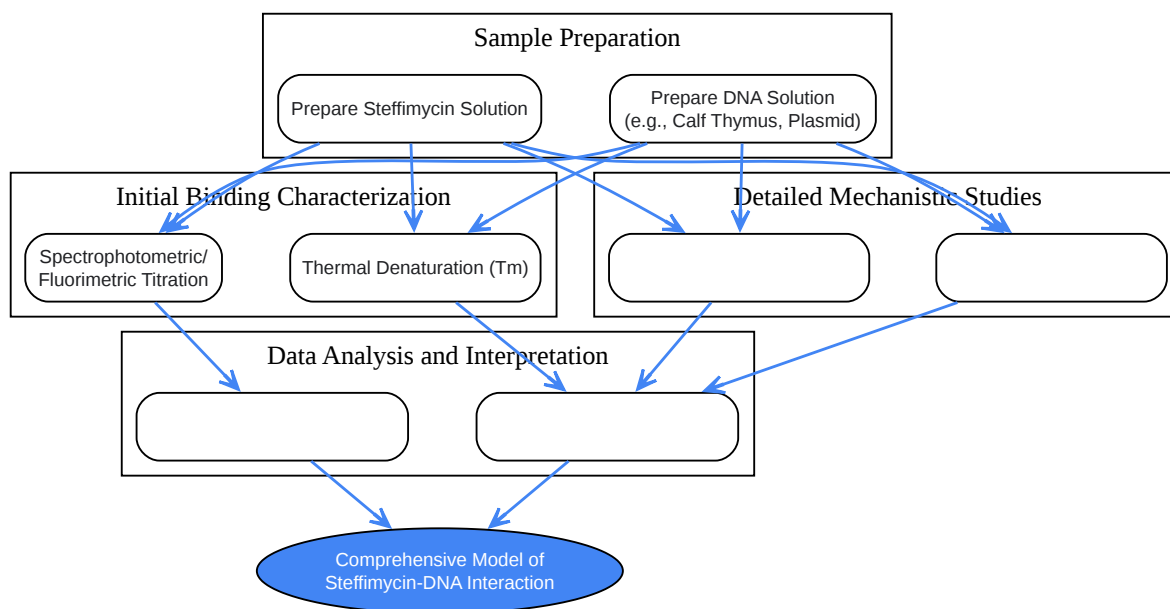 Sample Preparation
Prepare Steffimycin Solution
Prepare DNA Solution
(e.g., Calf Thymus, Plasmid)
Initial Binding Characterization
Detailed Mechanistic Studies
Spectrophotometric/
Fluorimetric Titration
Thermal Denaturation (Tm)
Data Analysis and Interpretation
Comprehensive Model of
Steffimycin-DNA Interaction